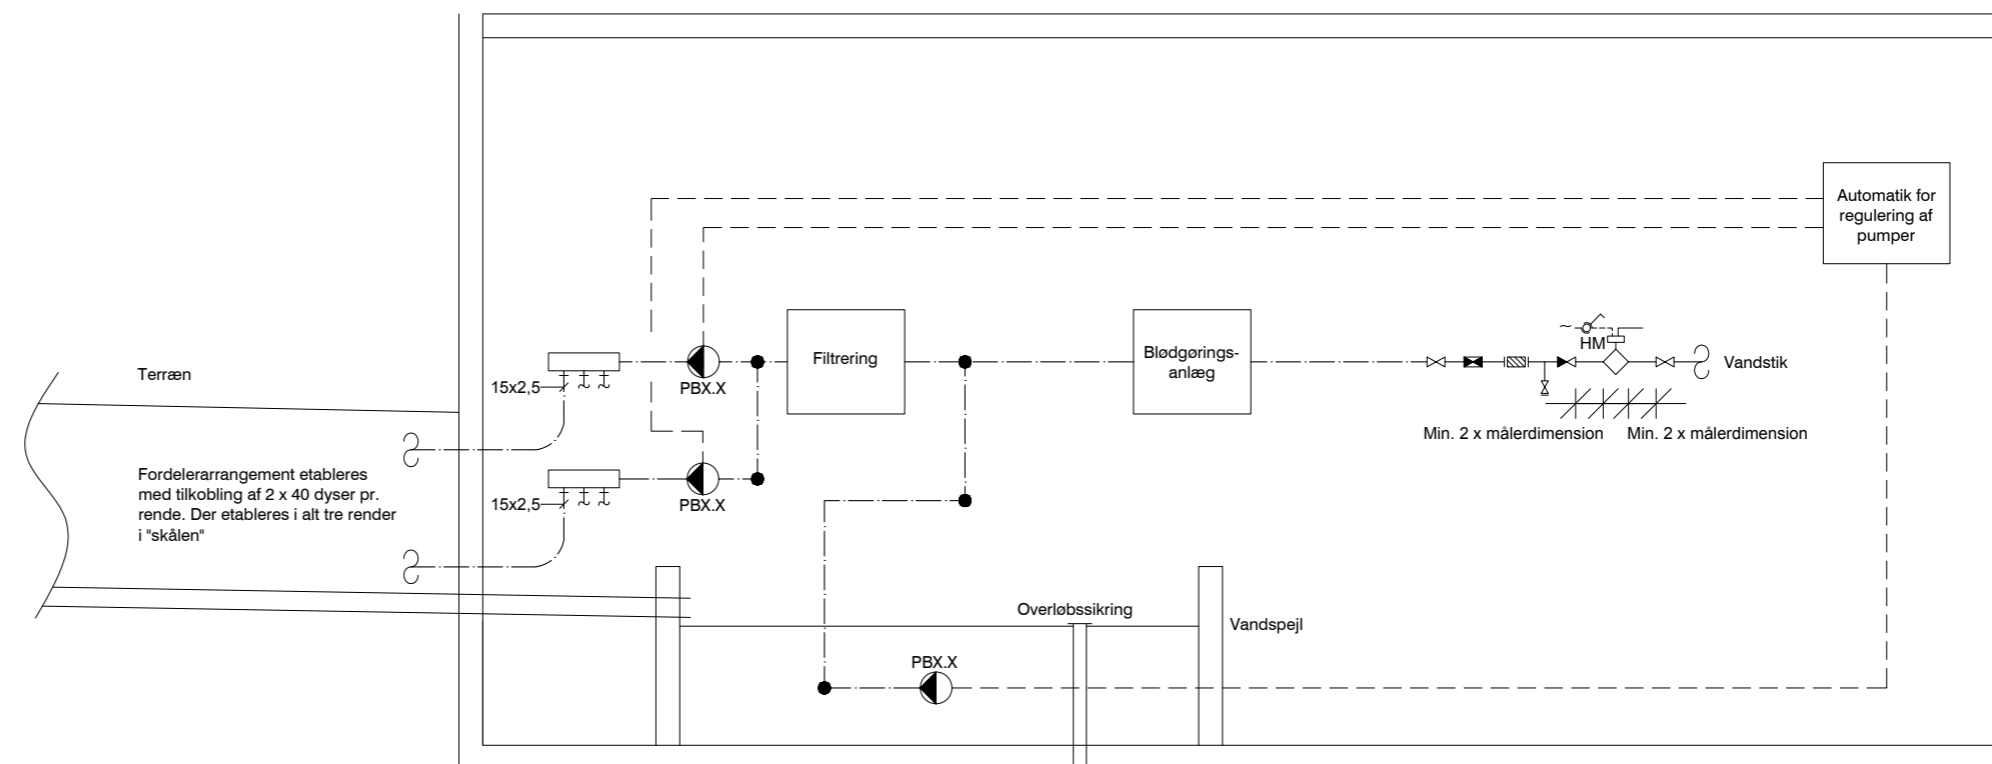 Automatik for
regulering af
pumper
HM
Filtrering
Blødgørings-
anlæg
Vandstik
Terræn
15x2,5
PBX.X
Min. 2 x målerdimension
Min. 2 x målerdimension
Fordelerarrangement etableres
med tilkobling af 2 x 40 dyser pr.
rende. Der etableres i alt tre render
i "skålen"
15x2,5
PBX.X
Overløbssikring
Vandspejl
PBX.X